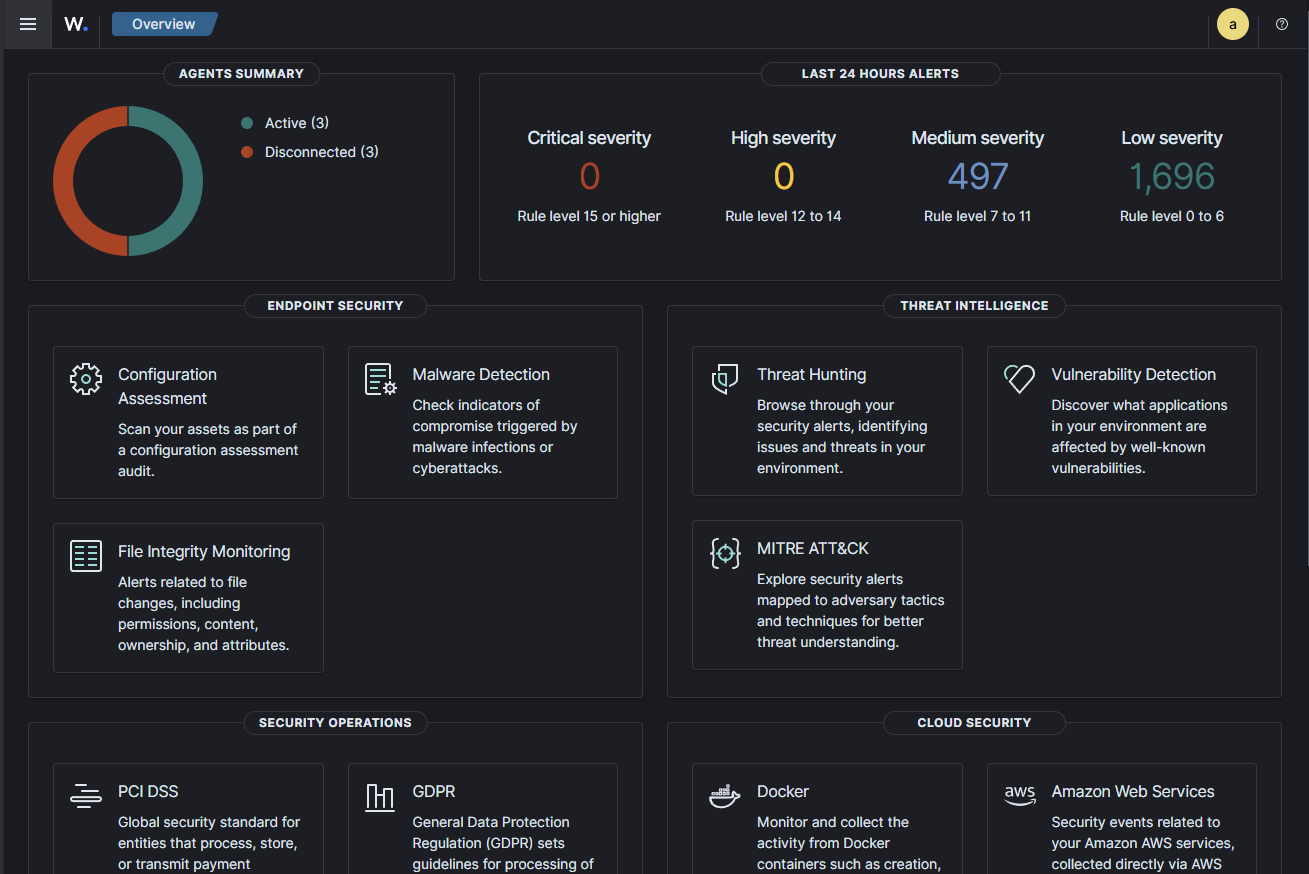 W.
Overview
a
AGENTS SUMMARY
Active (3)
Disconnected (3)
LAST 24 HOURS ALERTS
Critical severity
0
Rule level 15 or higher
High severity
0
Rule level 12 to 14
Medium severity
497
Rule level 7 to 11
Low severity
1,696
Rule level 0 to 6
ENDPOINT SECURITY
Configuration
Assessment
Scan your assets as part of
a configuration assessment
audit.
Malware Detection
Check indicators of
compromise triggered by
malware infections or
cyberattacks.
File Integrity Monitoring
Alerts related to file
changes, including
permissions, content,
ownership, and attributes.
THREAT INTELLIGENCE
Threat Hunting
Browse through your
security alerts, identifying
issues and threats in your
environment.
Vulnerability Detection
Discover what applications
in your environment are
affected by well-known
vulnerabilities.
MITRE ATT&CK
Explore security alerts
mapped to adversary tactics
and techniques for better
threat understanding.
SECURITY OPERATIONS
PCI DSS
Global security standard for
entities that process, store,
or transmit payment
GDPR
General Data Protection
Regulation (GDPR) sets
guidelines for processing of
CLOUD SECURITY
Docker
Monitor and collect the
activity from Docker
containers such as creation,
aws
Amazon Web Services
Security events related to
your Amazon AWS services,
collected directly via AWS